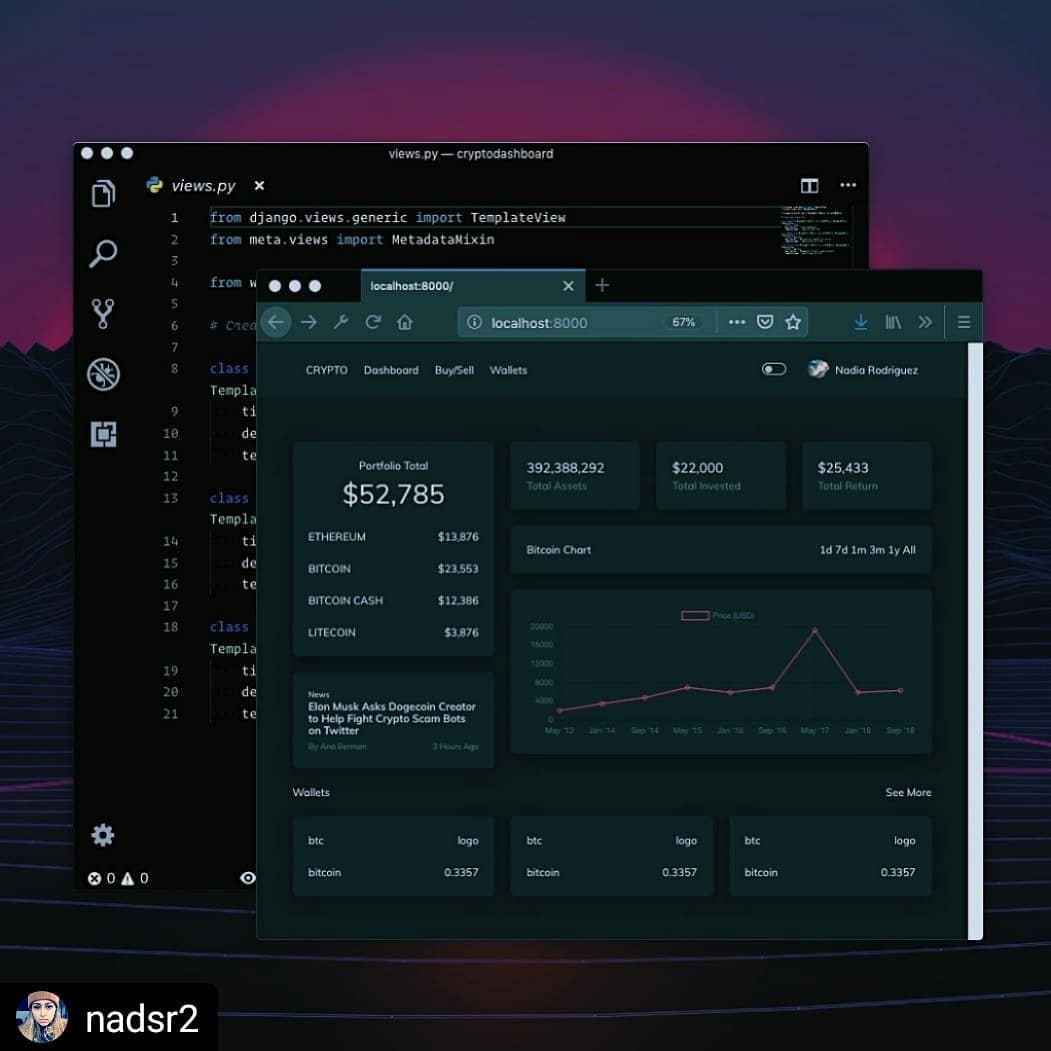 views.py — cryptodashboard
views.py
1 from django.views.generic import TemplateView
2 from meta.views import MetadataMixin
3
4 from w
5
6 # Crea
7
8 class
Templa
9 ti
10 de
11 te
12
13 class
Templa
14 ti
15 de
16 te
17
18 class
Templa
19 ti
20 de
21 te
0 0
localhost:8000/
localhost:8000 67%
CRYPTO Dashboard Buy/Sell Wallets Nadia Rodriguez
Portfolio Total
$52,785
ETHEREUM $13,876
BITCOIN $23,553
BITCOIN CASH $12,386
LITECOIN $3,876
392,388,292
Total Assets
$22,000
Total Invested
$25,433
Total Return
Bitcoin Chart 1d 7d 1m 3m 1y All
Price (USD)
20000
16000
12000
8000
4000
0
May '13 Jan '14 Sep '14 May '15 Jan '16 Sep '16 May '17 Jan '18 Sep '18
News
Elon Musk Asks Dogecoin Creator
to Help Fight Crypto Scam Bots
on Twitter
By Ana Berman 3 Hours Ago
Wallets See More
btc logo
bitcoin 0.3357
btc logo
bitcoin 0.3357
btc logo
bitcoin 0.3357
nadsr2